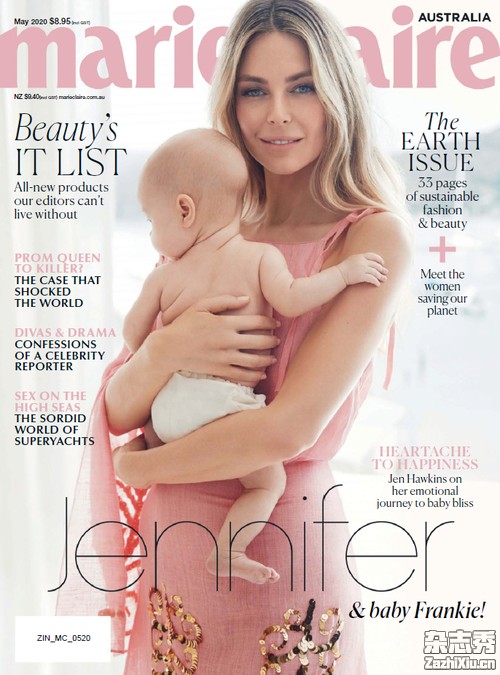 May 2020 $8.95(incl GST)
AUSTRALIA
marie claire
NZ $9.40(incl GST) marieclaire.com.au
Beauty's
IT LIST
All-new products
our editors can't
live without
PROM QUEEN
TO KILLER?
THE CASE THAT
SHOCKED
THE WORLD
DIVAS & DRAMA
CONFESSIONS
OF A CELEBRITY
REPORTER
SEX ON THE
HIGH SEAS
THE SORDID
WORLD OF
SUPERYACHTS
The
EARTH
ISSUE
33 pages
of sustainable
fashion
& beauty
+
Meet the
women
saving our
planet
HEARTACHE
TO HAPPINESS
Jen Hawkins on
her emotional
journey to baby bliss
Jennifer
& baby Frankie!
ZIN_MC_0520
杂志秀
ZaZhiXiu.cn